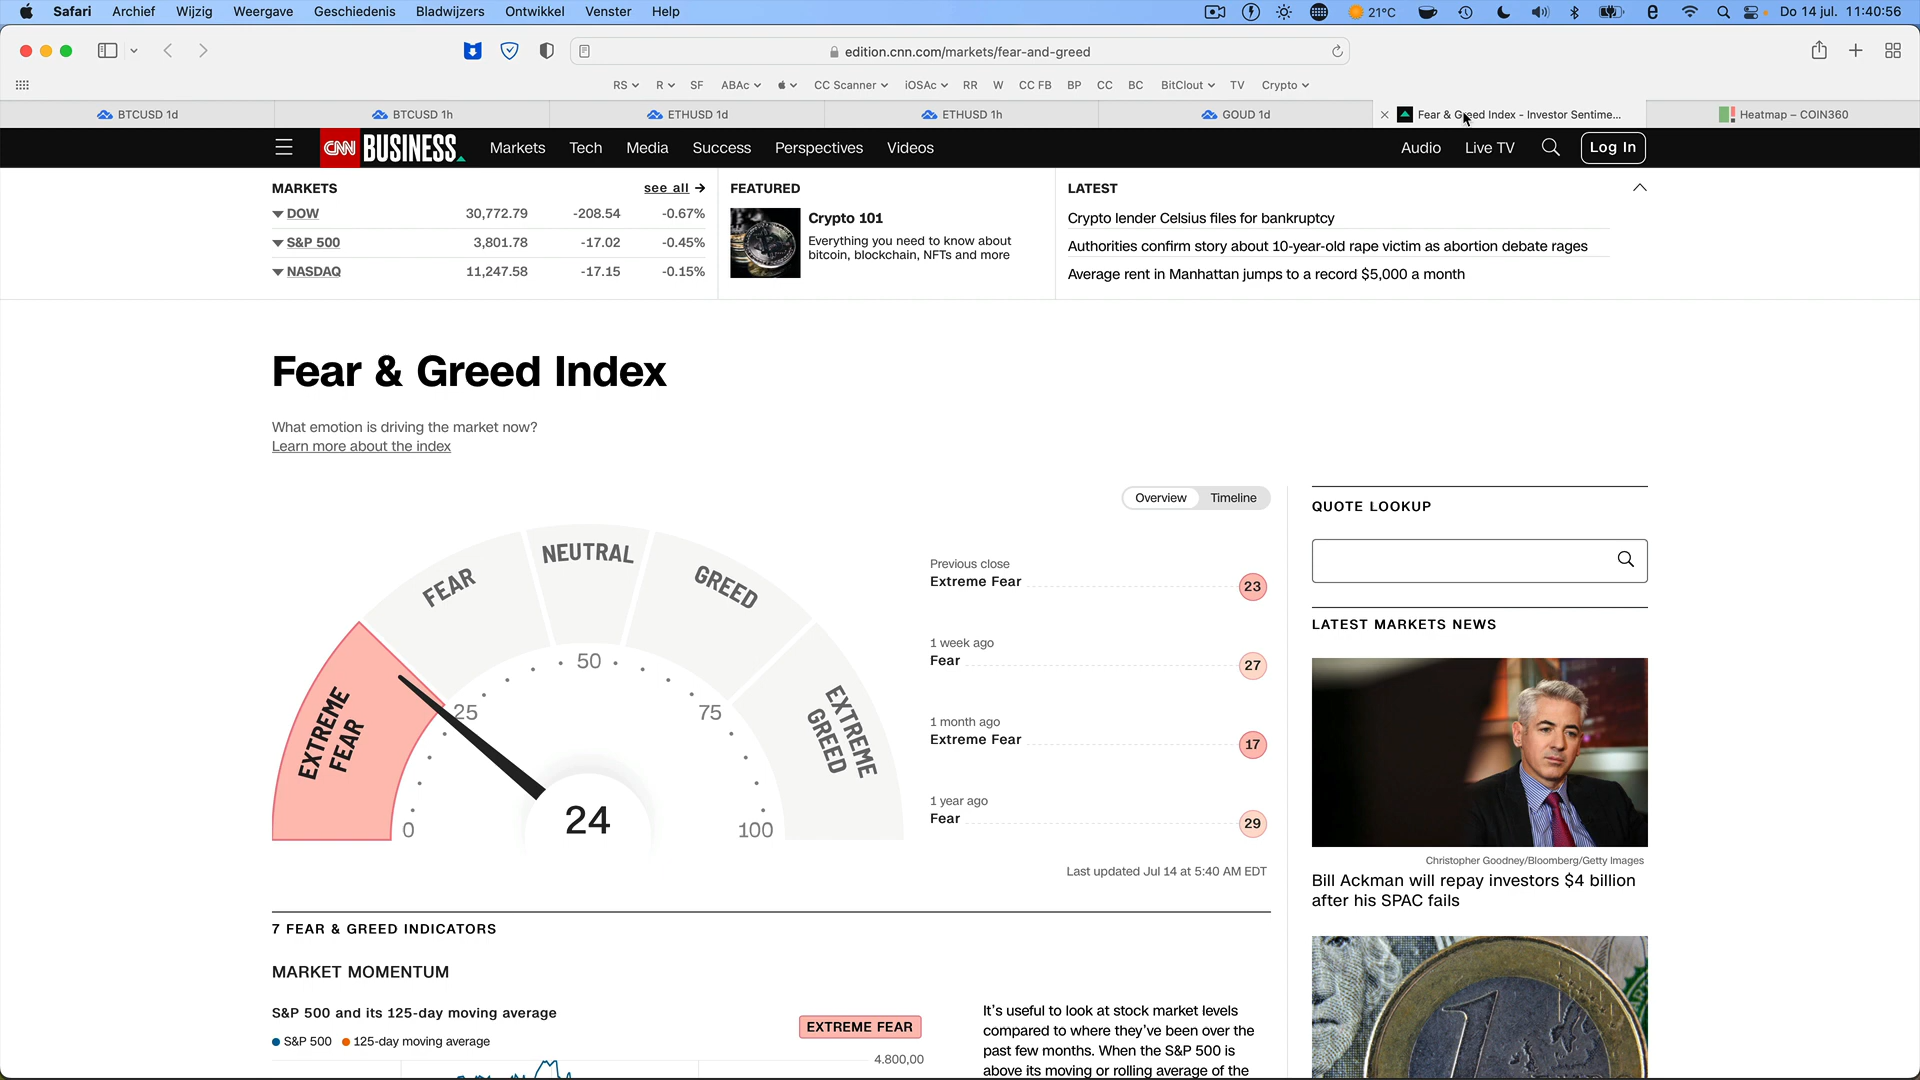 Safari Archief Wijzig Weergave Geschiedenis Bladwijzers Ontwikkel Venster Help 21°C Do 14 jul. 11:40:56
edition.cnn.com/markets/fear-and-greed
RS R SF ABAc CC Scanner iOSAc RR W CC FB BP CC BC BitClout TV Crypto
BTCUSD 1d BTCUSD 1h ETHUSD 1d ETHUSD 1h GOUD 1d Fear & Greed Index - Investor Sentime... Heatmap – COIN360
CNN BUSINESS Markets Tech Media Success Perspectives Videos Audio Live TV Log In
MARKETS see all →
DOW 30,772.79 -208.54 -0.67%
S&P 500 3,801.78 -17.02 -0.45%
NASDAQ 11,247.58 -17.15 -0.15%
FEATURED
Crypto 101
Everything you need to know about
bitcoin, blockchain, NFTs and more
LATEST
Crypto lender Celsius files for bankruptcy
Authorities confirm story about 10-year-old rape victim as abortion debate rages
Average rent in Manhattan jumps to a record $5,000 a month
Fear & Greed Index
What emotion is driving the market now?
Learn more about the index
Overview Timeline
EXTREME
FEAR
FEAR
NEUTRAL
GREED
EXTREME
GREED
0
25
50
75
100
24
Previous close
Extreme Fear 23
1 week ago
Fear 27
1 month ago
Extreme Fear 17
1 year ago
Fear 29
Last updated Jul 14 at 5:40 AM EDT
7 FEAR & GREED INDICATORS
MARKET MOMENTUM
S&P 500 and its 125-day moving average
EXTREME FEAR
S&P 500 125-day moving average
4.800,00
It's useful to look at stock market levels
compared to where they've been over the
past few months. When the S&P 500 is
above its moving or rolling average of the
QUOTE LOOKUP
LATEST MARKETS NEWS
Christopher Goodney/Bloomberg/Getty Images
Bill Ackman will repay investors $4 billion
after his SPAC fails